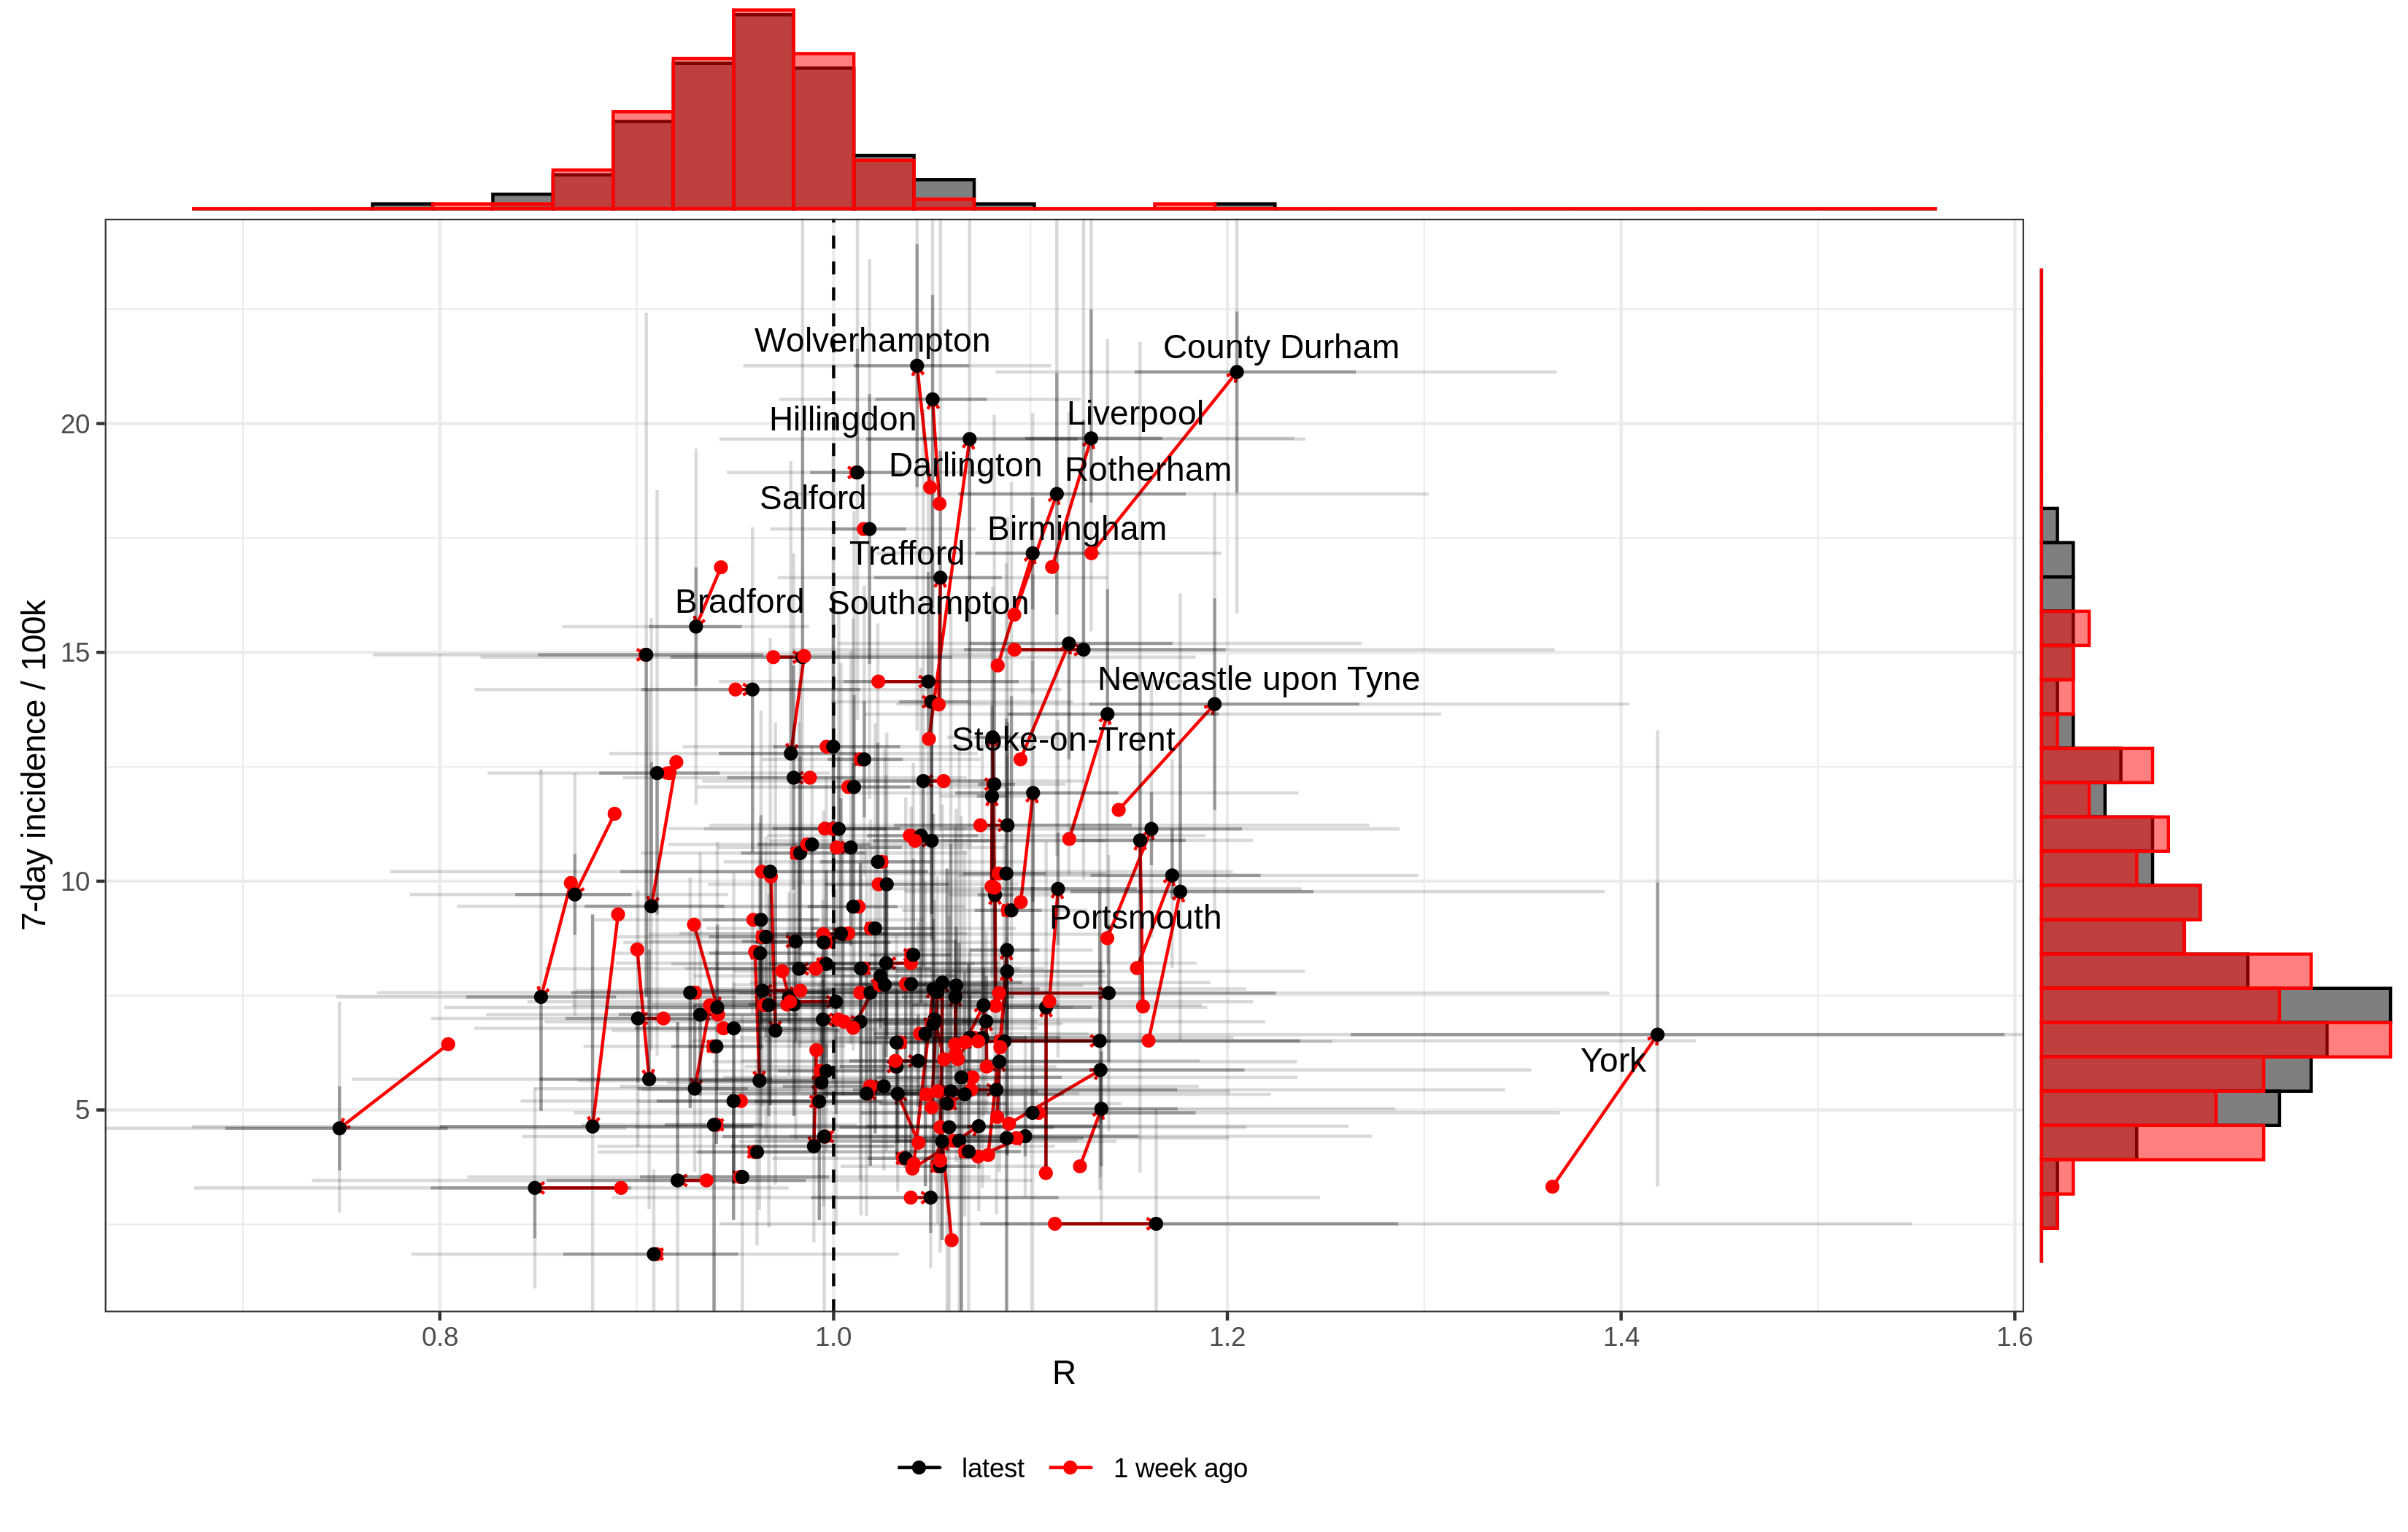 Wolverhampton
County Durham
Hillingdon
Liverpool
Darlington
Rotherham
Salford
Birmingham
Trafford
Bradford
Southampton
Newcastle upon Tyne
Stoke-on-Trent
Portsmouth
York
20
15
10
5
7-day incidence / 100k
0.8
1.0
1.2
1.4
1.6
R
latest
1 week ago